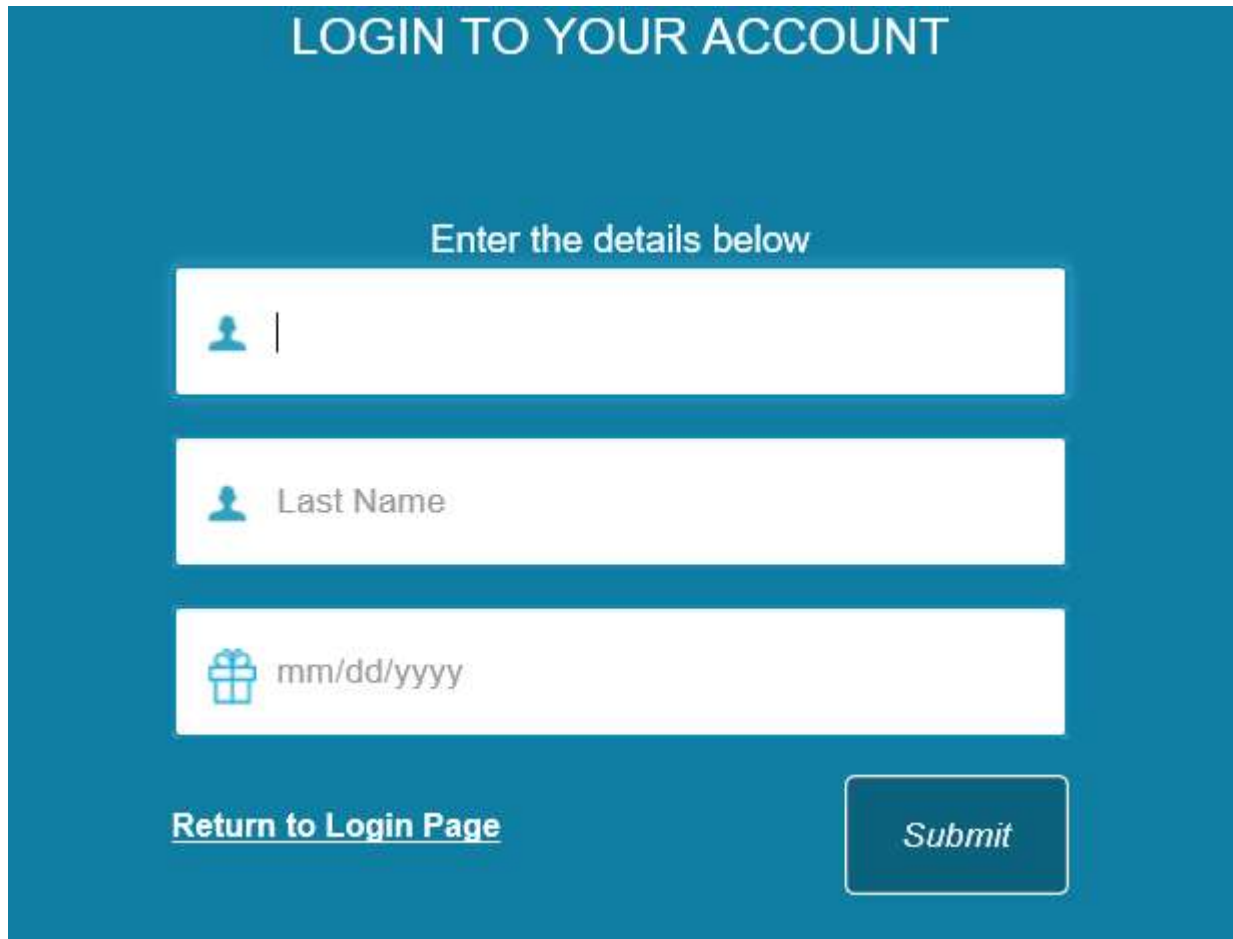 LOGIN TO YOUR ACCOUNT
Enter the details below
Last Name
mm/dd/yyyy
Return to Login Page
Submit